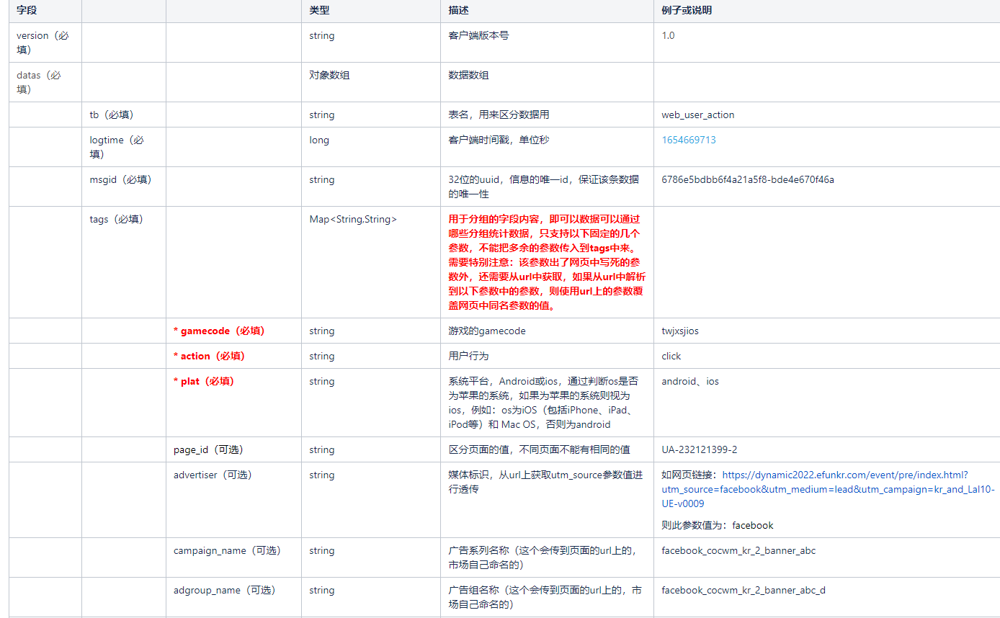 字段 类型 描述 例子或说明
version（必 string 客户端版本号 1.0
填）
datas（必 对象数组 数据数组
填）
tb（必填） string 表名，用来区分数据用 web_user_action
logtime（必 long 客户端时间戳，单位秒 1654669713
填）
msgid（必填） string 32位的uuid，信息的唯一id，保证该条数据 6786e5bdbb6f4a21a5f8-bde4e670f46a
的唯一性
tags（必填） Map<String,String> 用于分组的字段内容，即可以数据可以通过
哪些分组统计数据，只支持以下固定的几个
参数，不能把多余的参数传入到tags中来。
需要特别注意：该参数出了网页中写死的参
数外，还需要从url中获取，如果从url中解析
到以下参数中的参数，则使用url上的参数覆
盖网页中同名参数的值。
* gamecode（必填） string 游戏的gamecode twjxsjios
* action（必填） string 用户行为 click
* plat（必填） string 系统平台，Android或ios，通过判断os是否 android、ios
为苹果的系统，如果为苹果的系统则视为
ios，例如：os为iOS（包括iPhone、iPad、
iPod等）和 Mac OS，否则为android
page_id（可选） string 区分页面的值，不同页面不能有相同的值 UA-232121399-2
advertiser（可选） string 媒体标识，从url上获取utm_source参数值进 如网页链接：https://dynamic2022.efunkr.com/event/pre/index.html?
行透传 utm_source=facebook&utm_medium=lead&utm_campaign=kr_and_Lal10-
UE-v0009
则此参数值为：facebook
campaign_name（可选） string 广告系列名称（这个会传到页面的url上的， facebook_cocwm_kr_2_banner_abc
市场自己命名的）
adgroup_name（可选） string 广告组名称（这个会传到页面的url上的，市 facebook_cocwm_kr_2_banner_abc_d
场自己命名的）